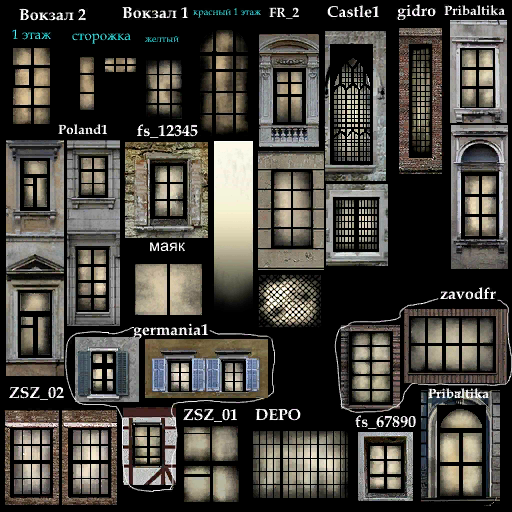 Вокзал 2
Вокзал 1
красный 1 этаж
FR_2
Castle1
gidro
Pribaltika
1 этаж
сторожка
желтый
Poland1
fs_12345
маяк
germania1
zavodfr
ZSZ_02
ZSZ_01
DEPO
fs_67890
Pribaltika